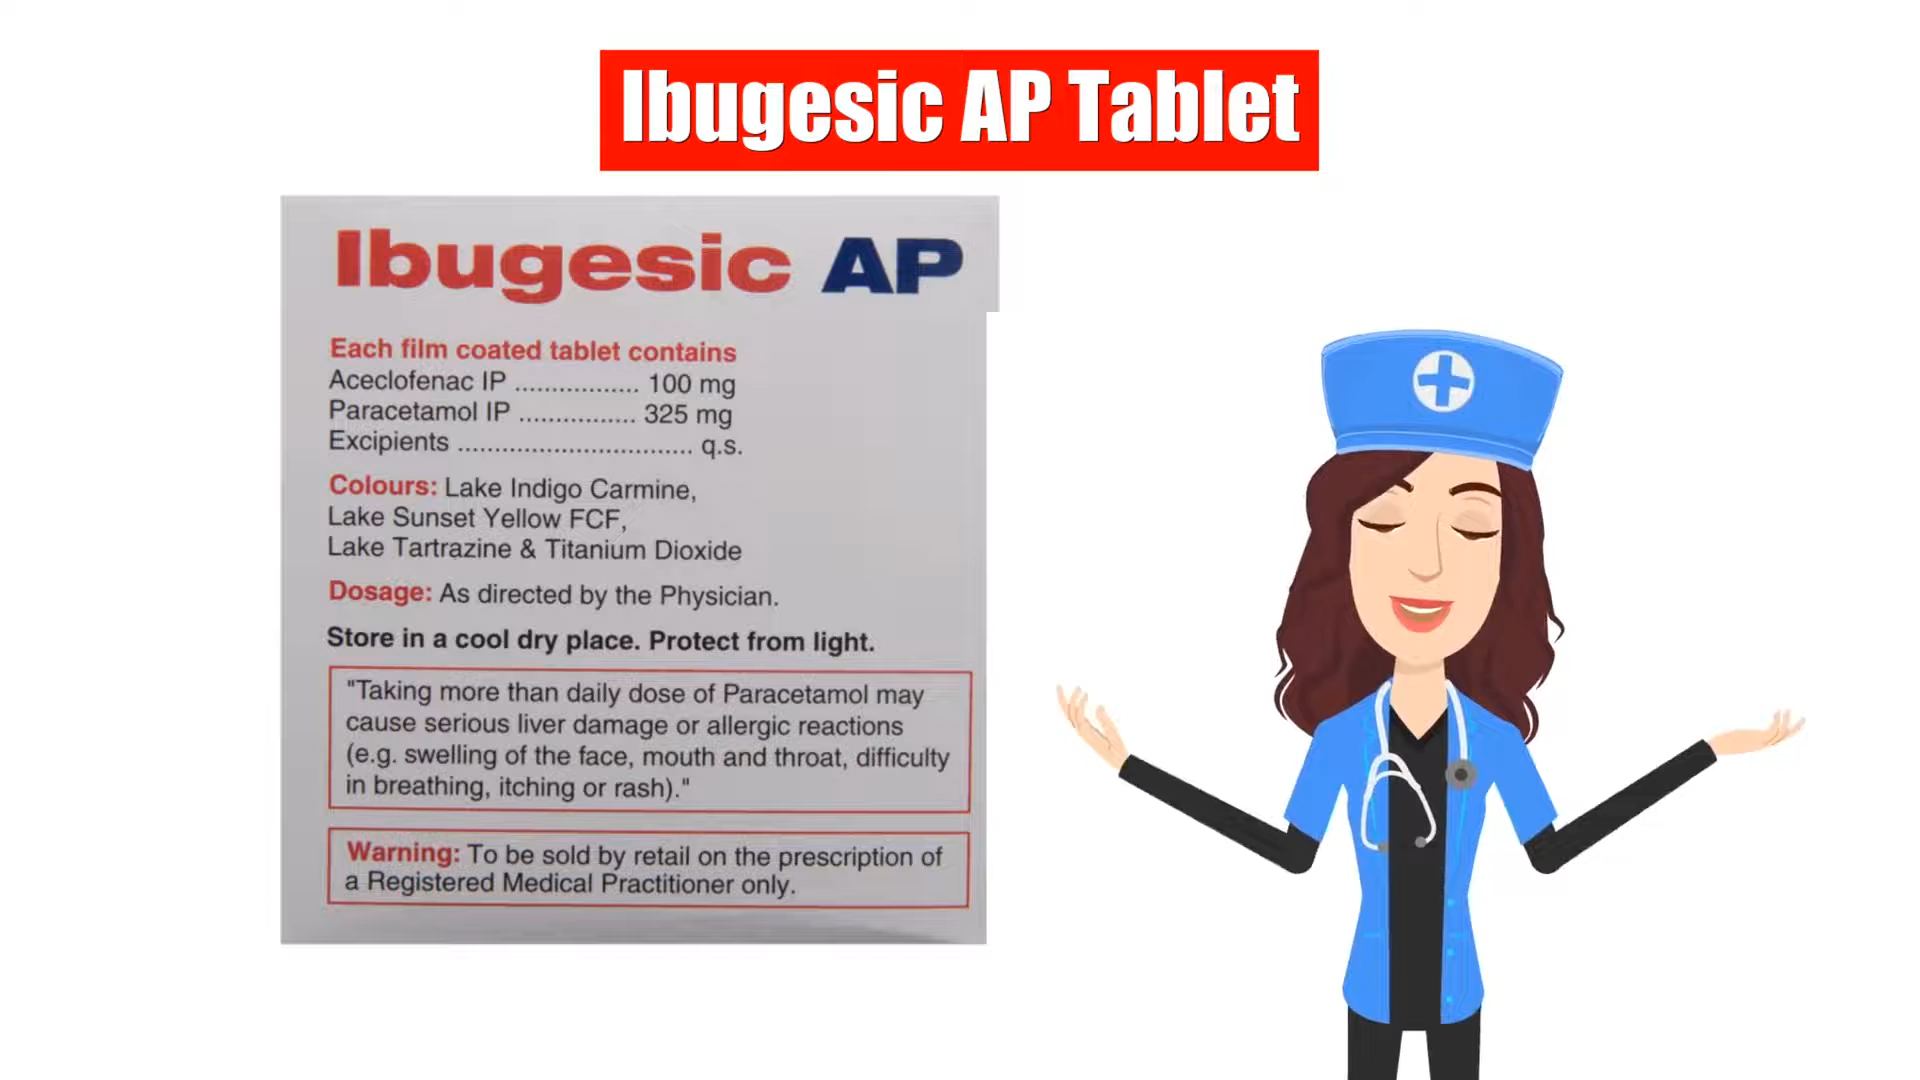 Ibugesic AP Tablet
Ibugesic AP
Each film coated tablet contains
Aceclofenac IP ................. 100 mg
Paracetamol IP ................ 325 mg
Excipients ................................ q.s.
Colours: Lake Indigo Carmine,
Lake Sunset Yellow FCF,
Lake Tartrazine & Titanium Dioxide
Dosage: As directed by the Physician.
Store in a cool dry place. Protect from light.
"Taking more than daily dose of Paracetamol may
cause serious liver damage or allergic reactions
(e.g. swelling of the face, mouth and throat, difficulty
in breathing, itching or rash)."
Warning: To be sold by retail on the prescription of
a Registered Medical Practitioner only.